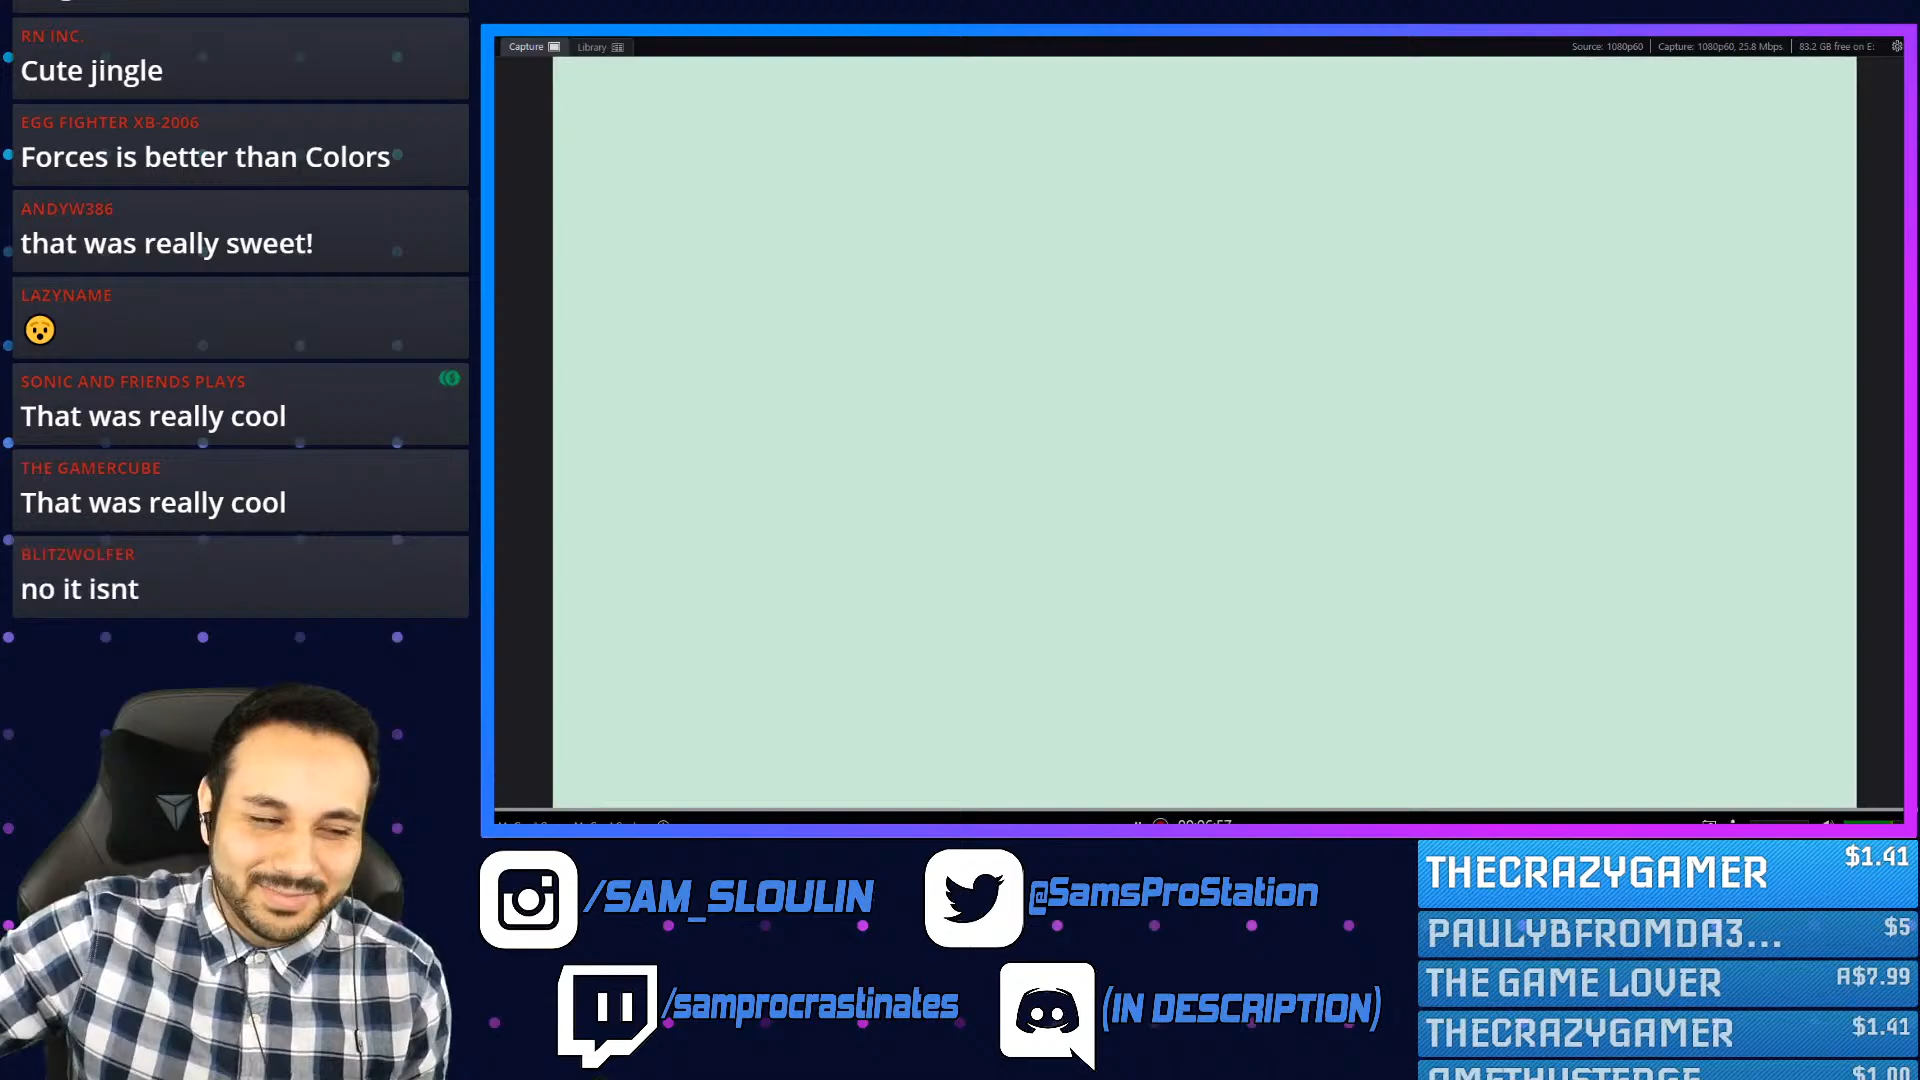 RN INC.
Cute jingle
EGG FIGHTER XB-2006
Forces is better than Colors
ANDYW386
that was really sweet!
LAZYNAME
SONIC AND FRIENDS PLAYS
That was really cool
THE GAMERCUBE
That was really cool
BLITZWOLFER
no it isnt
Capture
Library
Source: 1080p60
Capture: 1080p60, 25.8 Mbps
83.2 GB free on E:
/SAM_SLOULIN
@SamsProStation
/samprocrastinates
(IN DESCRIPTION)
THECRAZYGAMER $1.41
PAULYBFROMDA3... $5
THE GAME LOVER A$7.99
THECRAZYGAMER $1.41
$1.00